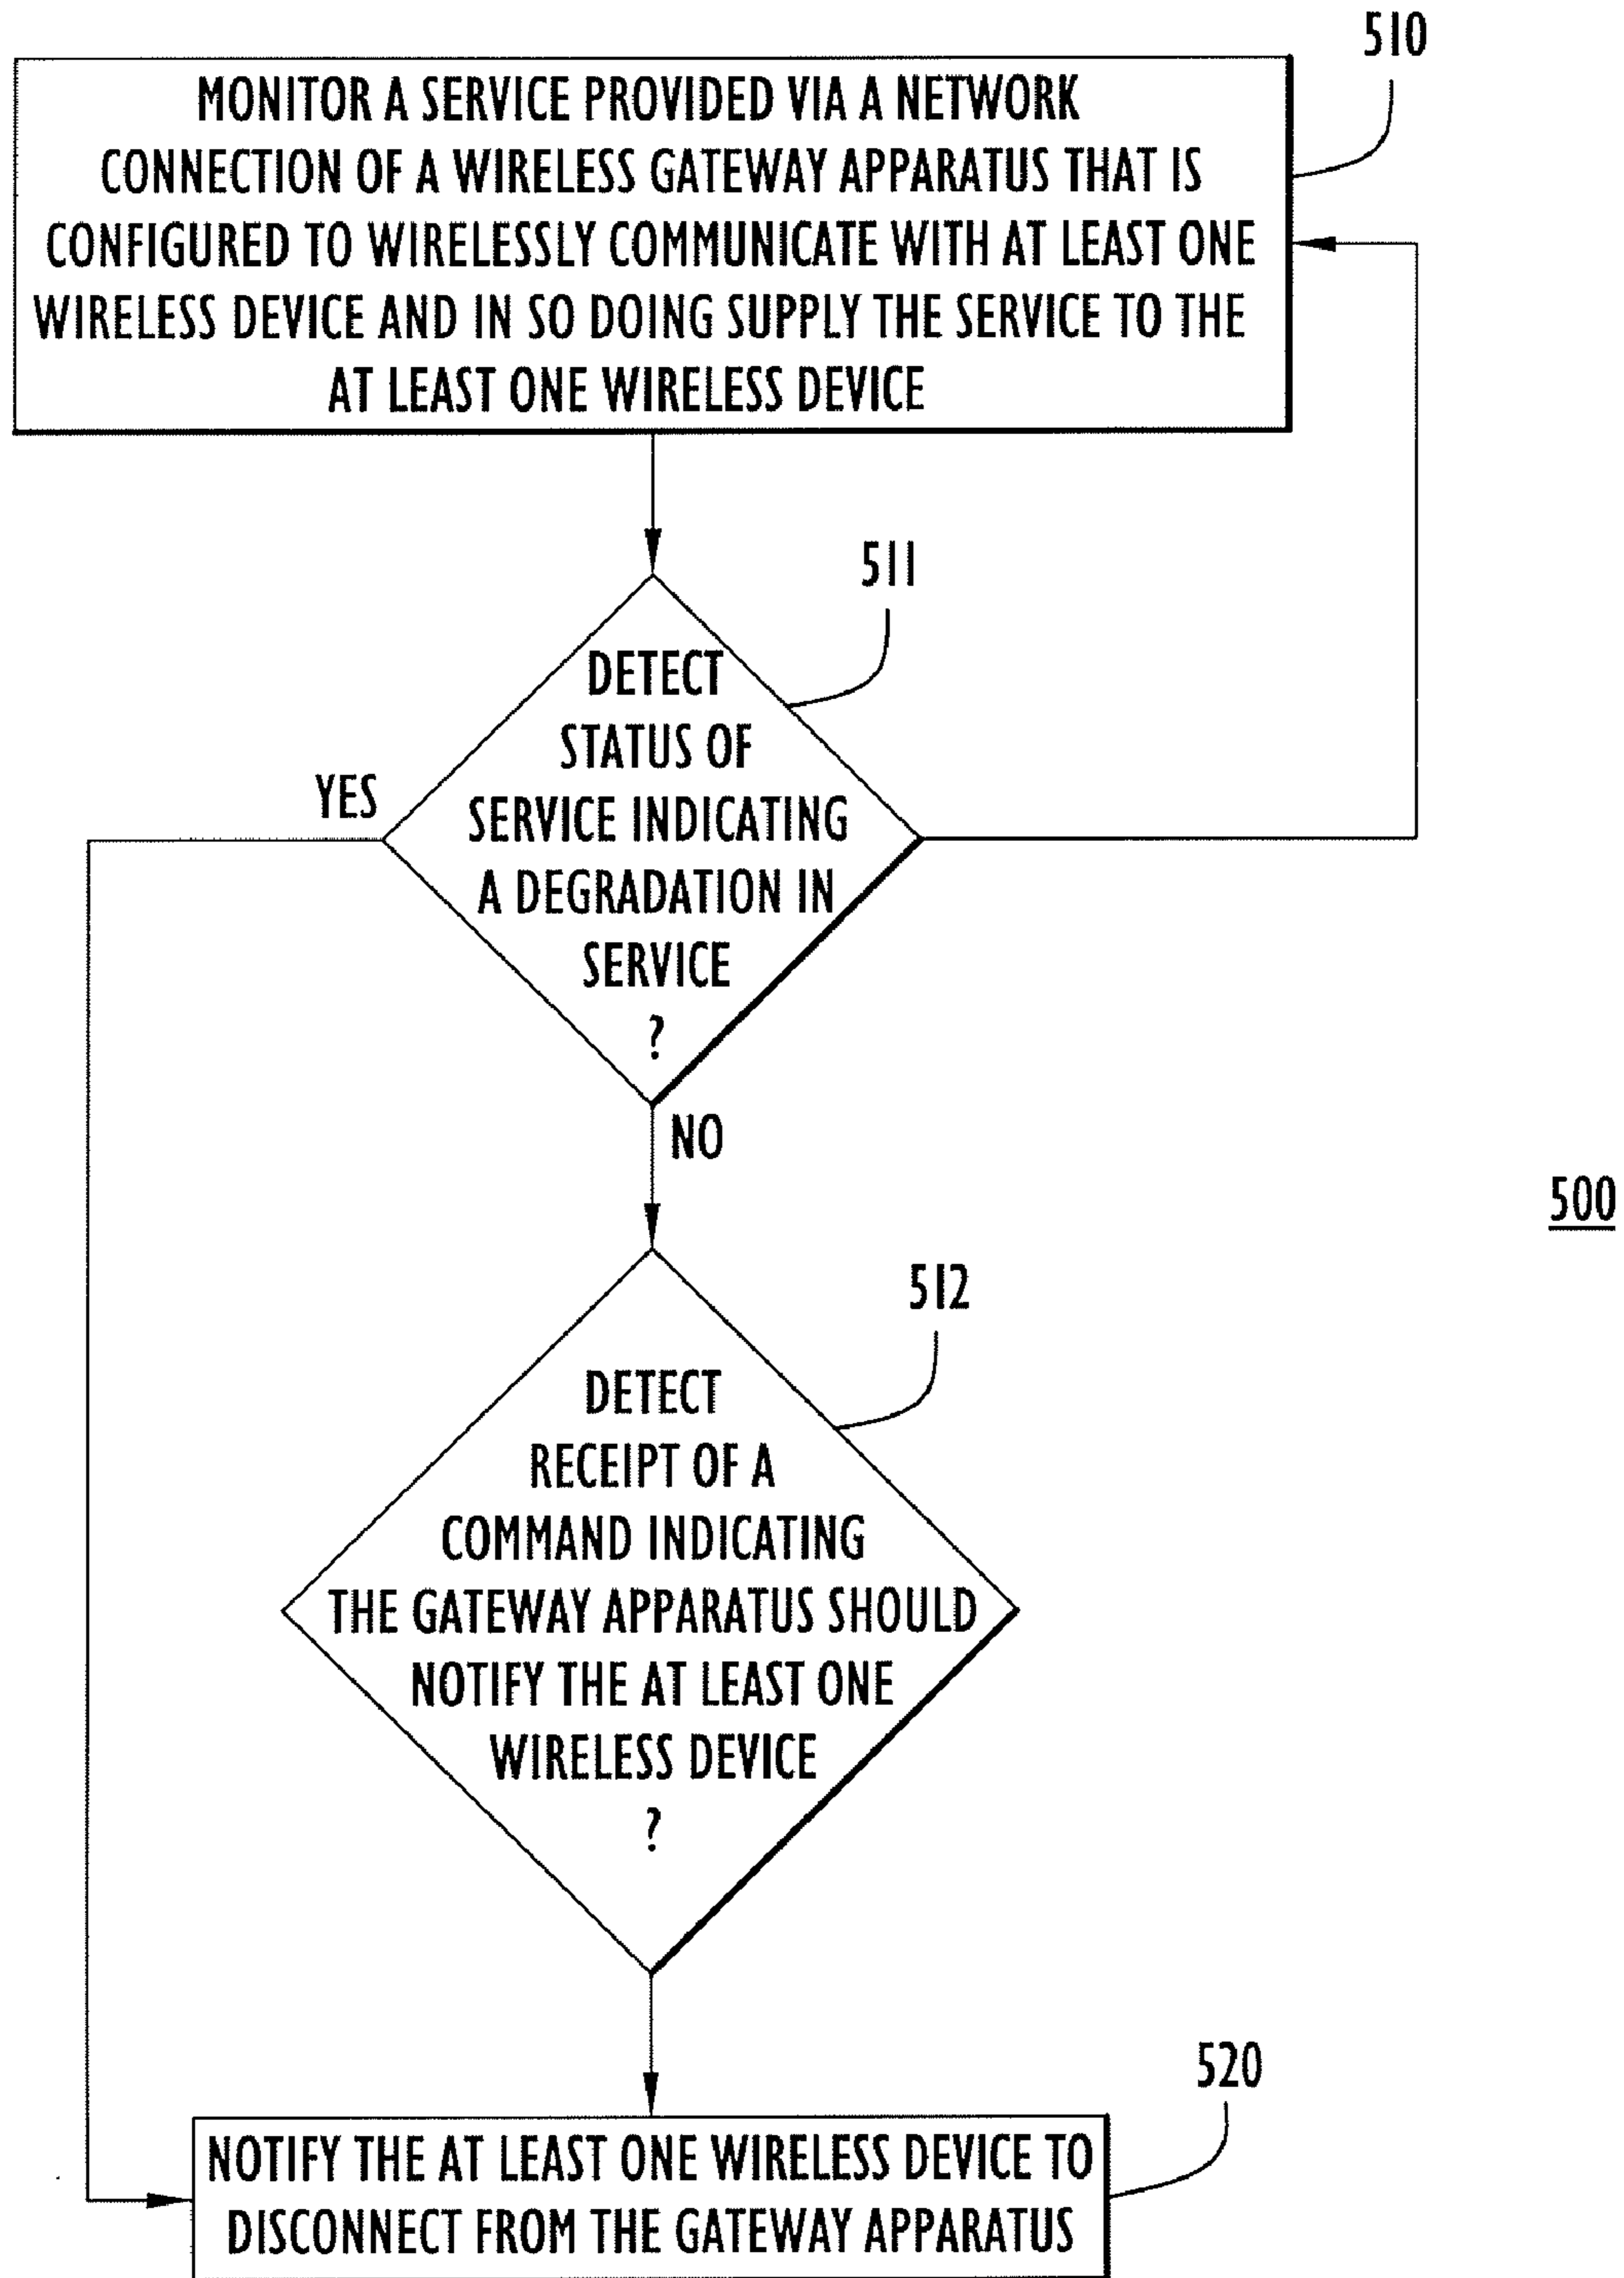 510
MONITOR A SERVICE PROVIDED VIA A NETWORK
CONNECTION OF A WIRELESS GATEWAY APPARATUS THAT IS
CONFIGURED TO WIRELESSLY COMMUNICATE WITH AT LEAST ONE
WIRELESS DEVICE AND IN SO DOING SUPPLY THE SERVICE TO THE
AT LEAST ONE WIRELESS DEVICE
511
DETECT
STATUS OF
SERVICE INDICATING
A DEGRADATION IN
SERVICE
?
YES
NO
500
512
DETECT
RECEIPT OF A
COMMAND INDICATING
THE GATEWAY APPARATUS SHOULD
NOTIFY THE AT LEAST ONE
WIRELESS DEVICE
?
520
NOTIFY THE AT LEAST ONE WIRELESS DEVICE TO
DISCONNECT FROM THE GATEWAY APPARATUS